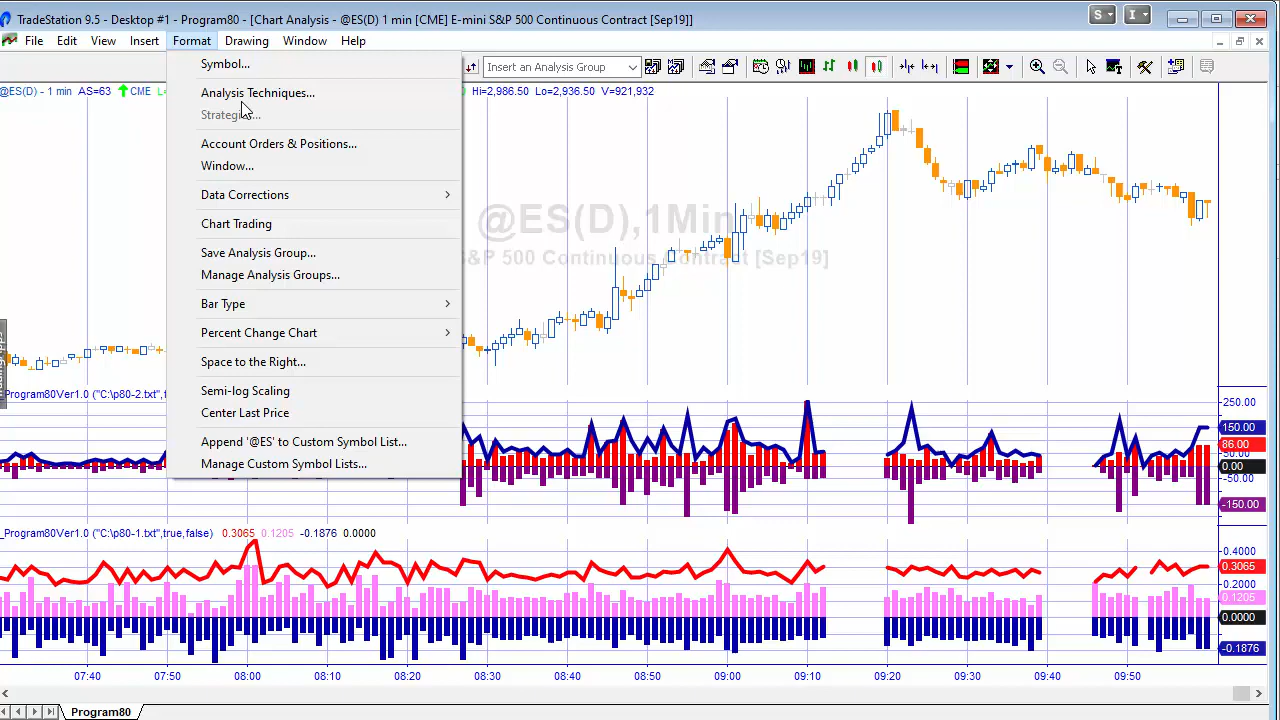 TradeStation 9.5 - Desktop #1 - Program80 - [Chart Analysis - @ES(D) 1 min [CME] E-mini S&P 500 Continuous Contract [Sep19]]
S
I
File Edit View Insert Format Drawing Window Help
Insert an Analysis Group
@ES(D) - 1 min AS=63 CME
Hi=2,986.50 Lo=2,936.50 V=921,932
Symbol...
Analysis Techniques...
Account Orders & Positions...
Window...
Data Corrections
Chart Trading
Save Analysis Group...
Manage Analysis Groups...
Bar Type
Percent Change Chart
Space to the Right...
Semi-log Scaling
Center Last Price
Append '@ES' to Custom Symbol List...
Manage Custom Symbol Lists...
@ES(D),1Min
S&P 500 Continuous Contract [Sep19]
_Program80Ver1.0 ("C:\p80-2.txt",
250.00
150.00
86.00
50.00
0.00
-50.00
-150.00
_Program80Ver1.0 ("C:\p80-1.txt",true,false) 0.3065 0.1205 -0.1876 0.0000
0.4000
0.3065
0.2000
0.1205
0.0000
-0.1876
07:40 07:50 08:00 08:10 08:20 08:30 08:40 08:50 09:00 09:10 09:20 09:30 09:40 09:50
Program80